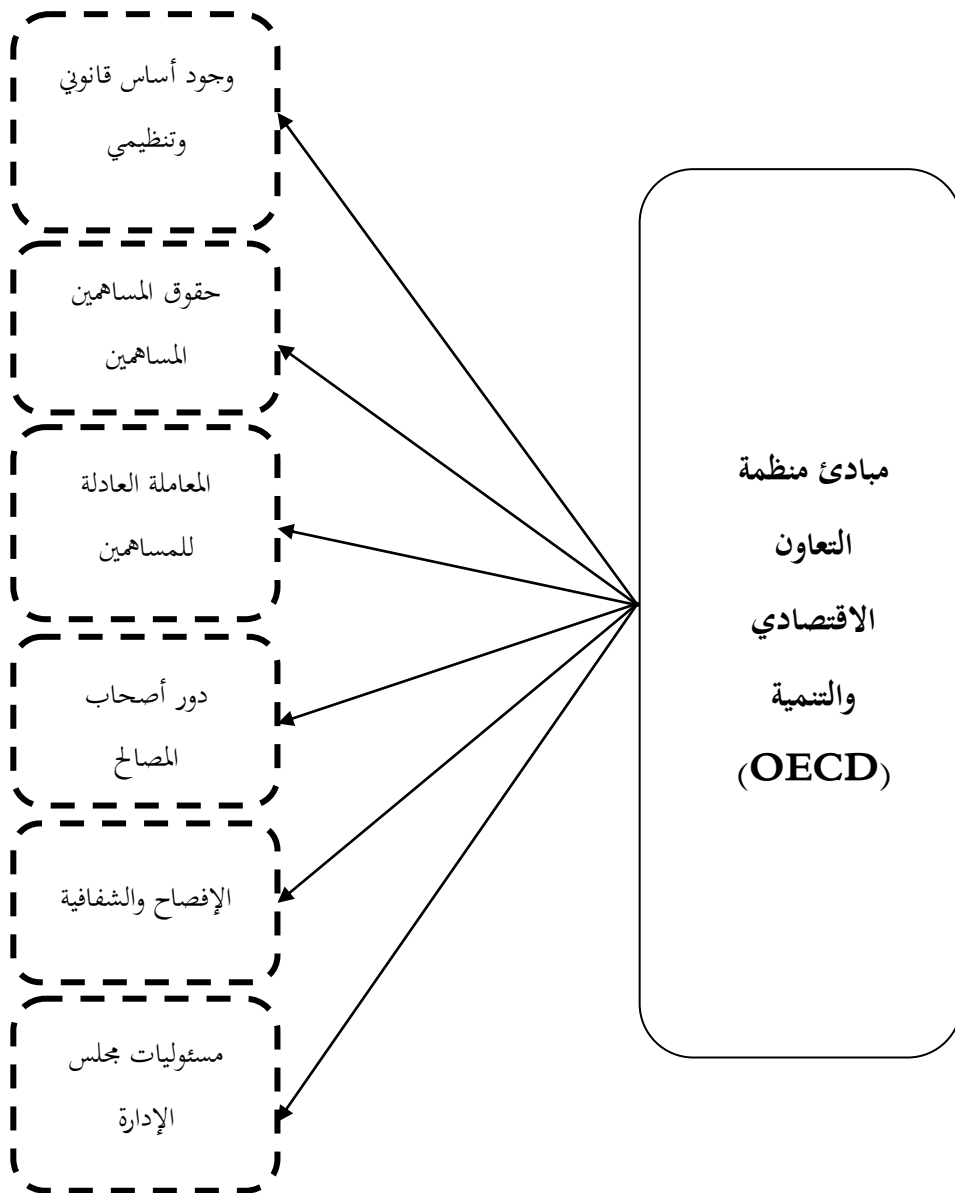 مبادئ منظمة
التعاون
الاقتصادي
والتنمية
(OECD)
وجود أساس قانوني
وتنظيمي
حقوق المساهمين
المساهمين
المعاملة العادلة
للمساهمين
دور أصحاب
المصالح
الإفصاح والشفافية
مسئوليات مجلس
الإدارة